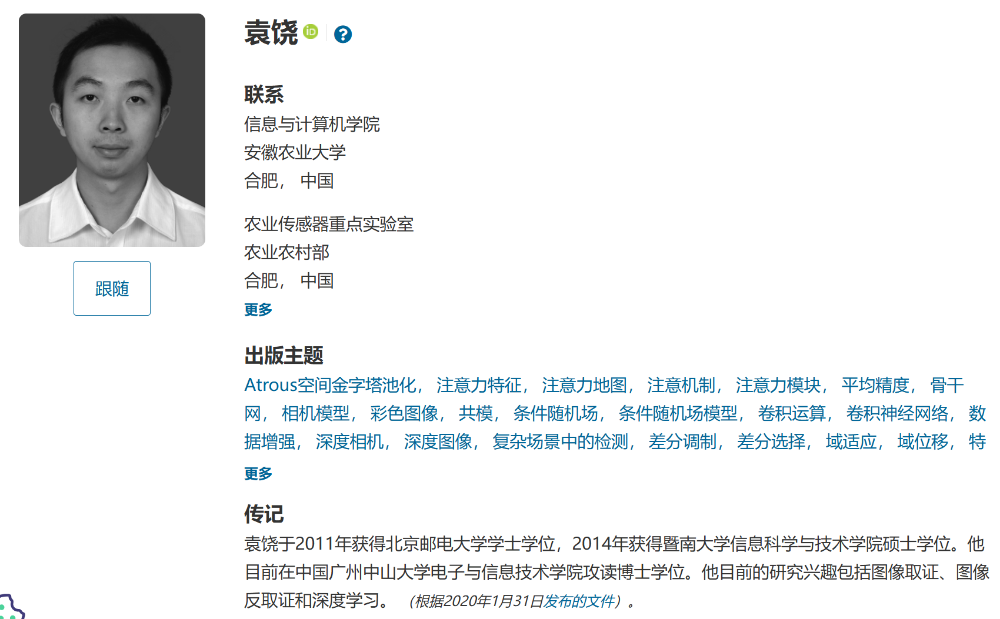 袁饶 iD ?
联系
信息与计算机学院
安徽农业大学
合肥， 中国
农业传感器重点实验室
农业农村部
合肥， 中国
更多
跟随
出版主题
Atrous空间金字塔池化， 注意力特征， 注意力地图， 注意机制， 注意力模块， 平均精度， 骨干
网， 相机模型， 彩色图像， 共模， 条件随机场， 条件随机场模型， 卷积运算， 卷积神经网络， 数
据增强， 深度相机， 深度图像， 复杂场景中的检测， 差分调制， 差分选择， 域适应， 域位移， 特
更多
传记
袁饶于2011年获得北京邮电大学学士学位，2014年获得暨南大学信息科学与技术学院硕士学位。他
目前在中国广州中山大学电子与信息技术学院攻读博士学位。他目前的研究兴趣包括图像取证、图像
反取证和深度学习。 （根据2020年1月31日发布的文件）。